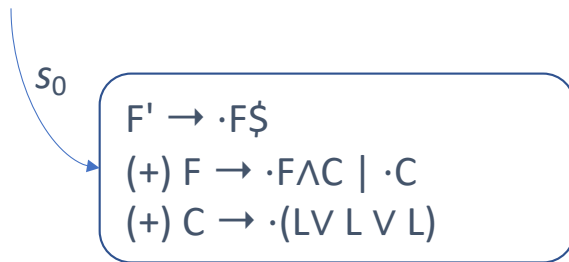 s₀
F' → ·F$
(+) F → ·F∧C | ·C
(+) C → ·(L∨ L ∨ L)